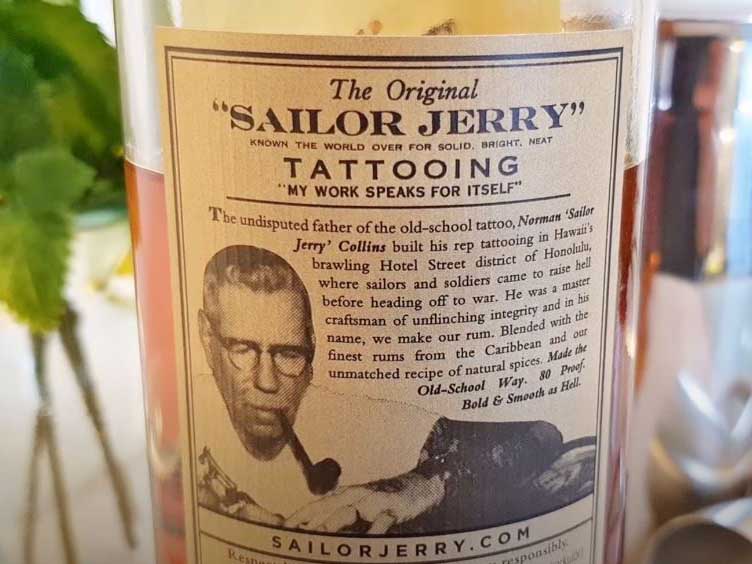 The Original
“SAILOR JERRY”
KNOWN THE WORLD OVER FOR SOLID, BRIGHT, NEAT
TATTOOING
"MY WORK SPEAKS FOR ITSELF"
The undisputed father of the old-school tattoo, Norman ‘Sailor
Jerry’ Collins built his rep tattooing in Hawaii’s
brawling Hotel Street district of Honolulu,
where sailors and soldiers came to raise hell
before heading off to war. He was a master
craftsman of unflinching integrity and in his
name, we make our rum. Blended with the
finest rums from the Caribbean and our
unmatched recipe of natural spices. Made the
Old-School Way. 80 Proof.
Bold & Smooth as Hell.
SAILORJERRY.COM
responsibly.